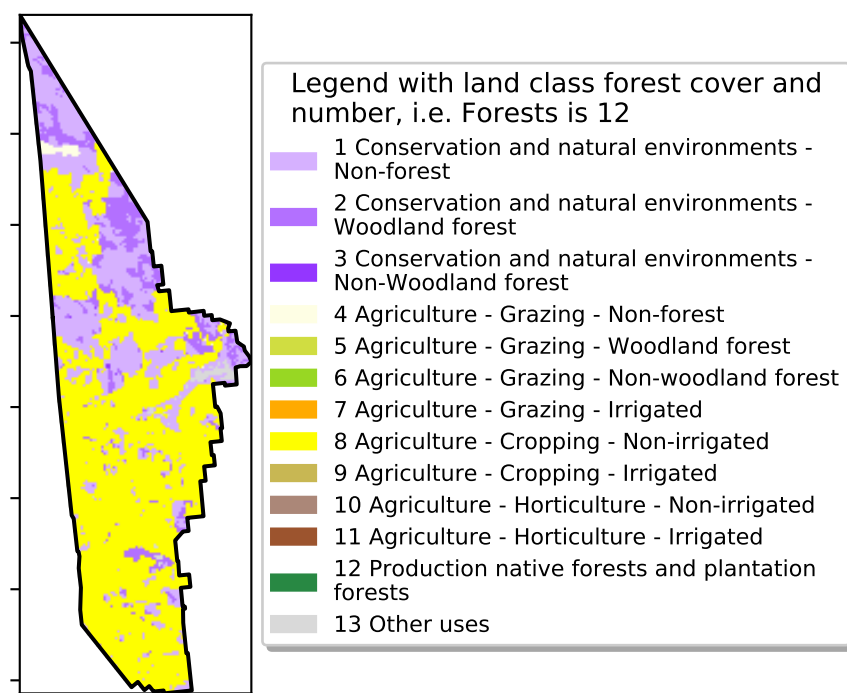 Legend with land class forest cover and
number, i.e. Forests is 12
1 Conservation and natural environments -
Non-forest
2 Conservation and natural environments -
Woodland forest
3 Conservation and natural environments -
Non-Woodland forest
4 Agriculture - Grazing - Non-forest
5 Agriculture - Grazing - Woodland forest
6 Agriculture - Grazing - Non-woodland forest
7 Agriculture - Grazing - Irrigated
8 Agriculture - Cropping - Non-irrigated
9 Agriculture - Cropping - Irrigated
10 Agriculture - Horticulture - Non-irrigated
11 Agriculture - Horticulture - Irrigated
12 Production native forests and plantation
forests
13 Other uses